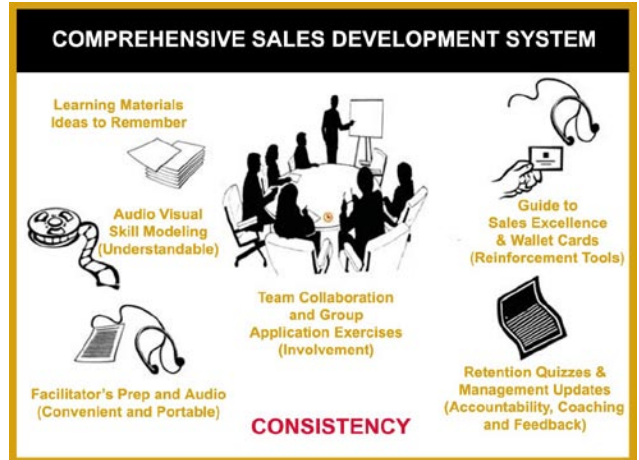 COMPREHENSIVE SALES DEVELOPMENT SYSTEM
Learning Materials
Ideas to Remember
Audio Visual
Skill Modeling
(Understandable)
Facilitator's Prep and Audio
(Convenient and Portable)
Team Collaboration
and Group
Application Exercises
(Involvement)
CONSISTENCY
Guide to
Sales Excellence
& Wallet Cards
(Reinforcement Tools)
Retention Quizzes &
Management Updates
(Accountability, Coaching
and Feedback)